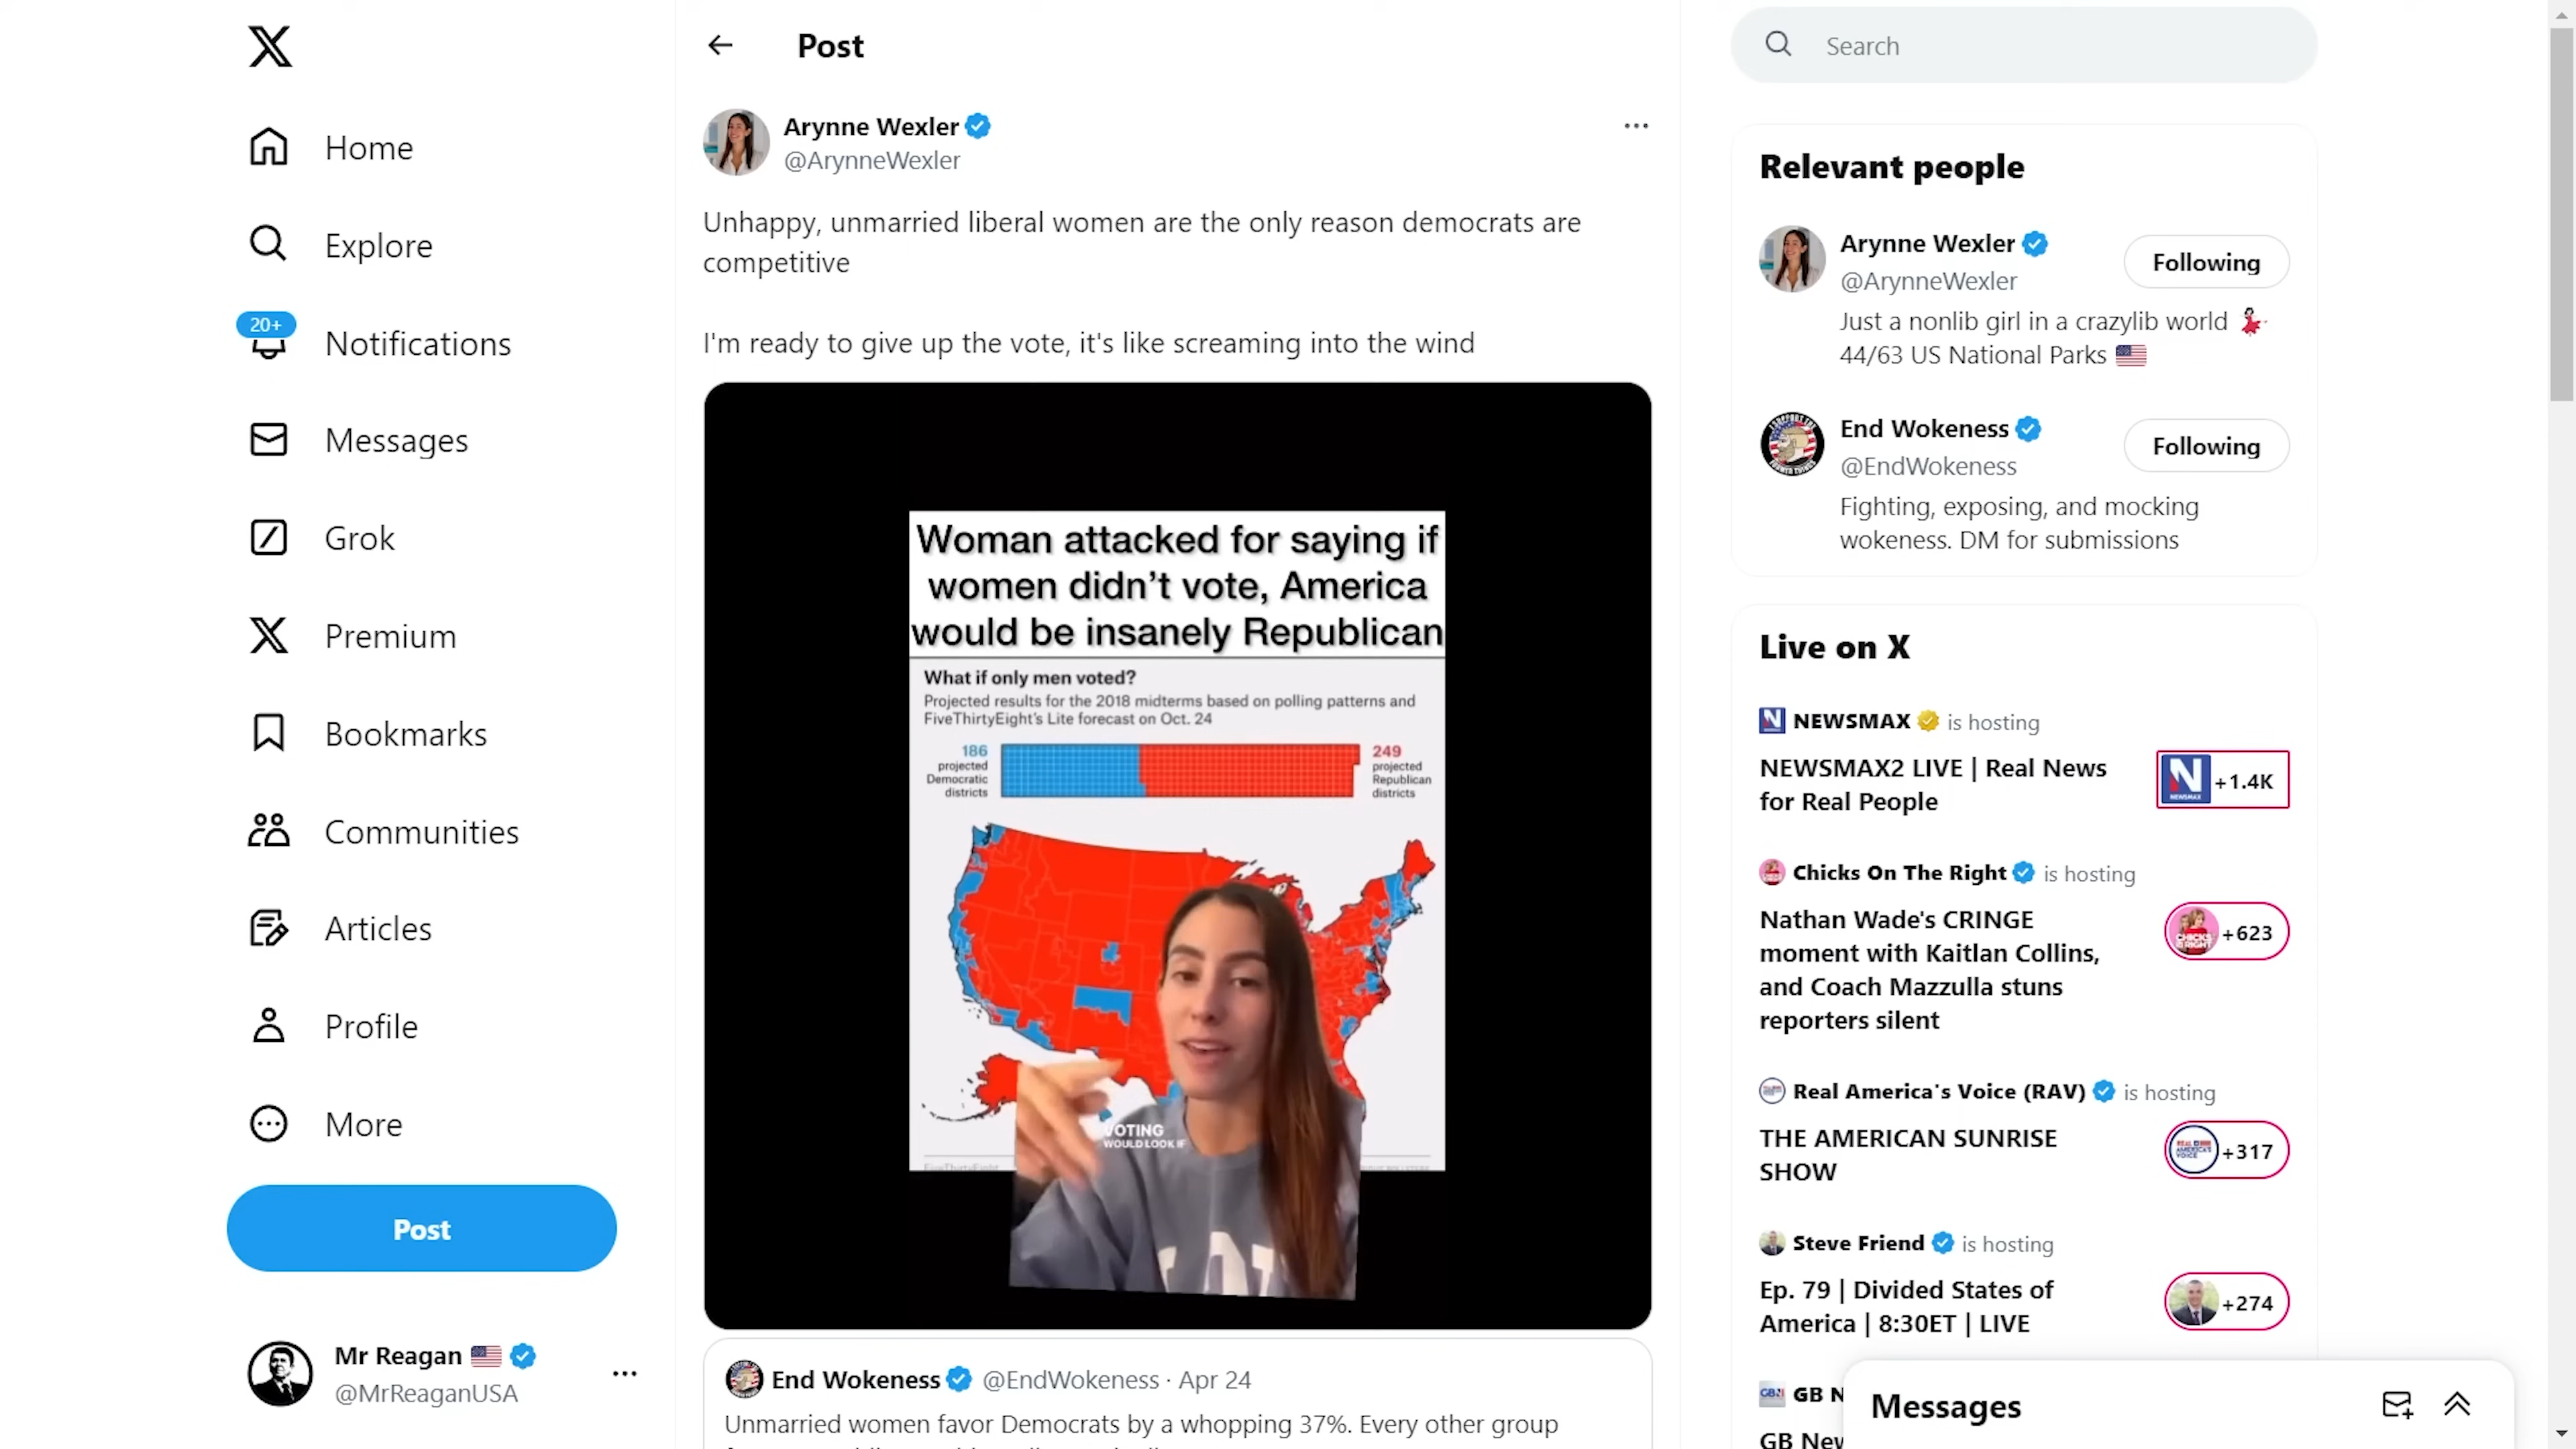 Home
Explore
20+
Notifications
Messages
Grok
Premium
Bookmarks
Communities
Articles
Profile
More
Post
Mr Reagan
@MrReaganUSA
Post
Arynne Wexler
@ArynneWexler
Unhappy, unmarried liberal women are the only reason democrats are
competitive
I'm ready to give up the vote, it's like screaming into the wind
Woman attacked for saying if
women didn’t vote, America
would be insanely Republican
What if only men voted?
Projected results for the 2018 midterms based on polling patterns and
FiveThirtyEight’s Lite forecast on Oct. 24
186
projected
Democratic
districts
249
projected
Republican
districts
VOTING
WOULD LOOK IF
End Wokeness @EndWokeness · Apr 24
Unmarried women favor Democrats by a whopping 37%. Every other group
Search
Relevant people
Arynne Wexler
@ArynneWexler
Following
Just a nonlib girl in a crazylib world
44/63 US National Parks
End Wokeness
@EndWokeness
Following
Fighting, exposing, and mocking
wokeness. DM for submissions
Live on X
NEWSMAX is hosting
NEWSMAX2 LIVE | Real News
for Real People
+1.4K
Chicks On The Right is hosting
Nathan Wade's CRINGE
moment with Kaitlan Collins,
and Coach Mazzulla stuns
reporters silent
+623
Real America's Voice (RAV) is hosting
THE AMERICAN SUNRISE
SHOW
+317
Steve Friend is hosting
Ep. 79 | Divided States of
America | 8:30ET | LIVE
+274
GB
Messages